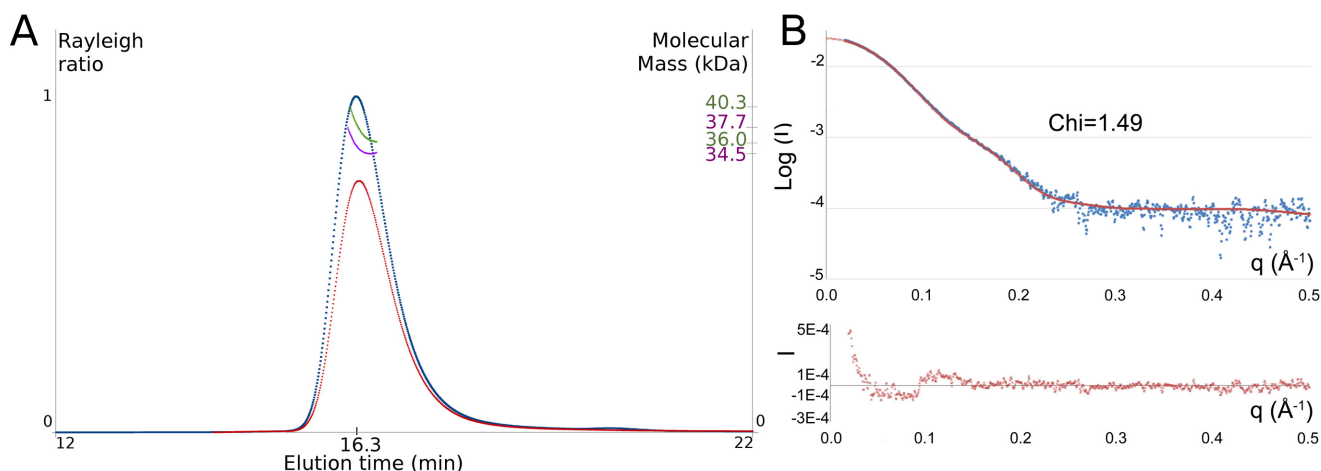 A
Rayleigh
ratio
Molecular
Mass (kDa)
1
40.3
37.7
36.0
34.5
0
0
12
16.3
22
Elution time (min)
B
-2
-3
-4
-5
Log (I)
Chi=1.49
q (Å-1)
0.0
0.1
0.2
0.3
0.4
0.5
5E-4
1E-4
-1E-4
-3E-4
I
q (Å-1)
0.0
0.1
0.2
0.3
0.4
0.5